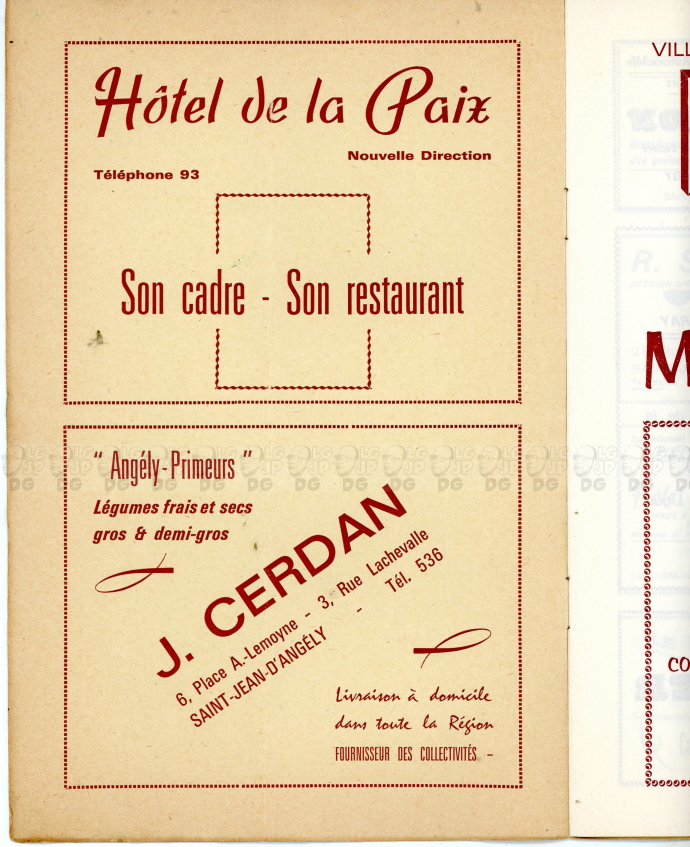 Hôtel de la Paix
Nouvelle Direction
Téléphone 93
Son cadre - Son restaurant
" Angély-Primeurs "
Légumes frais et secs
gros & demi-gros
J. CERDAN
6, Place A.-Lemoyne - 3, Rue Lachevalle
SAINT-JEAN-D'ANGÉLY - Tél. 536
Livraison à domicile
dans toute la Région
FOURNISSEUR DES COLLECTIVITÉS -
VILL
M
CO